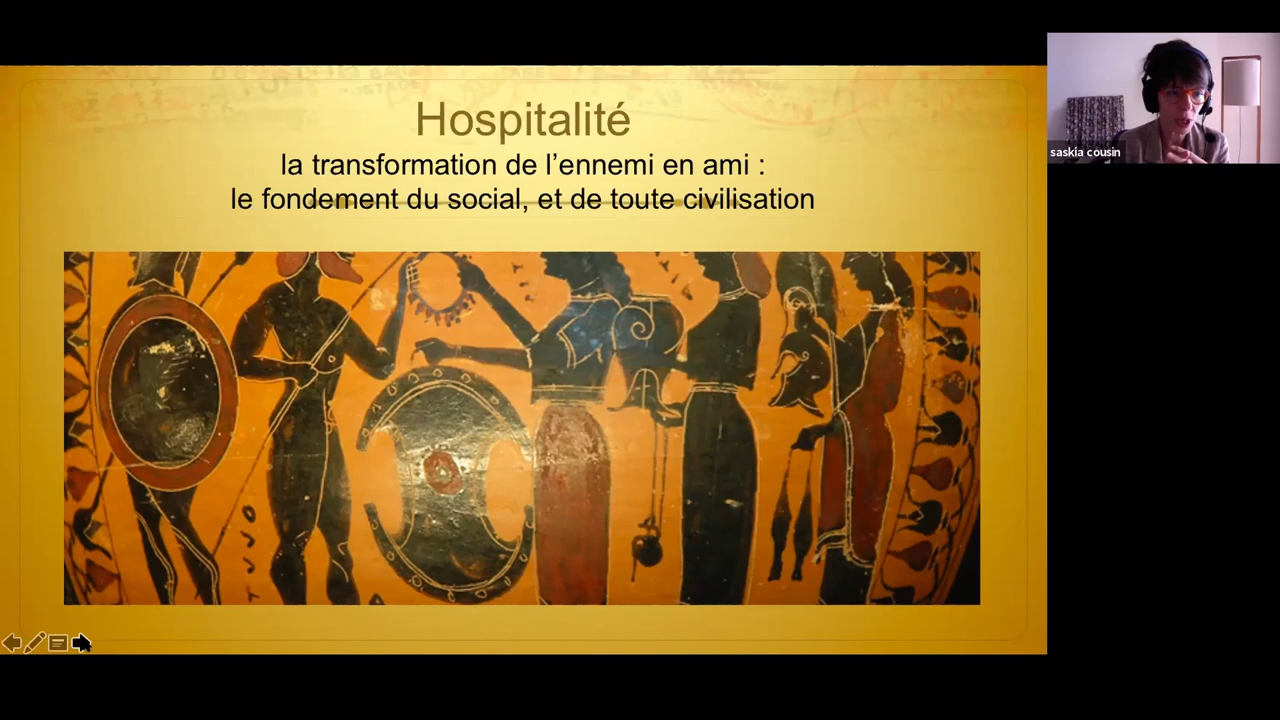 Hospitalité
la transformation de l’ennemi en ami :
le fondement du social, et de toute civilisation
saskia cousin